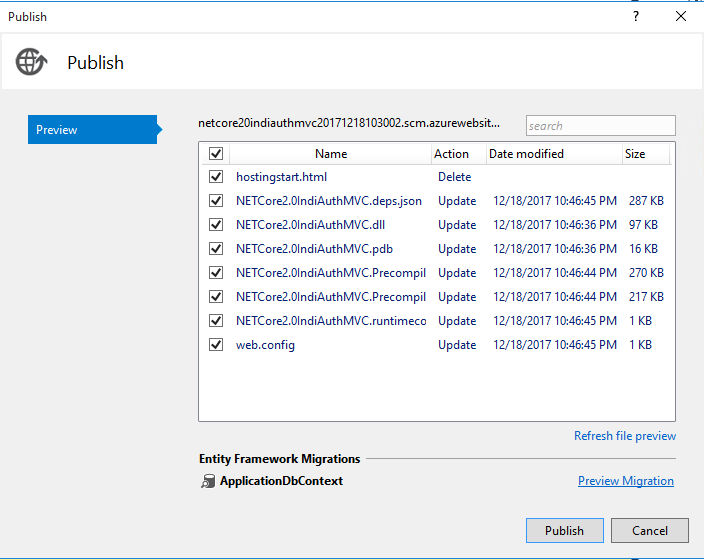 Publish
?
Publish
Preview
netcore20indiauthmvc20171218103002.scm.azurewebsit...
search
Name Action Date modified Size
hostingstart.html Delete
NETCore2.0IndiAuthMVC.deps.json Update 12/18/2017 10:46:45 PM 287 KB
NETCore2.0IndiAuthMVC.dll Update 12/18/2017 10:46:36 PM 97 KB
NETCore2.0IndiAuthMVC.pdb Update 12/18/2017 10:46:36 PM 16 KB
NETCore2.0IndiAuthMVC.Precompil Update 12/18/2017 10:46:44 PM 270 KB
NETCore2.0IndiAuthMVC.Precompil Update 12/18/2017 10:46:44 PM 217 KB
NETCore2.0IndiAuthMVC.runtimeco Update 12/18/2017 10:46:45 PM 1 KB
web.config Update 12/18/2017 10:46:45 PM 1 KB
Refresh file preview
Entity Framework Migrations
ApplicationDbContext Preview Migration
Publish Cancel